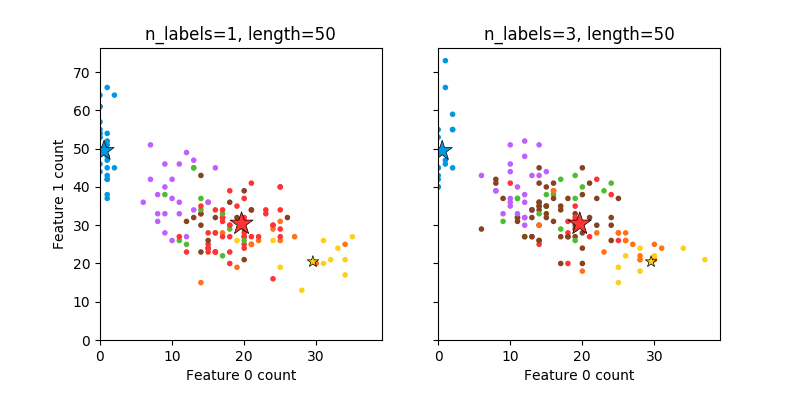 n_labels=1, length=50
Feature 1 count
70
60
50
40
30
20
10
0
0 10 20 30
Feature 0 count
n_labels=3, length=50
0 10 20 30
Feature 0 count